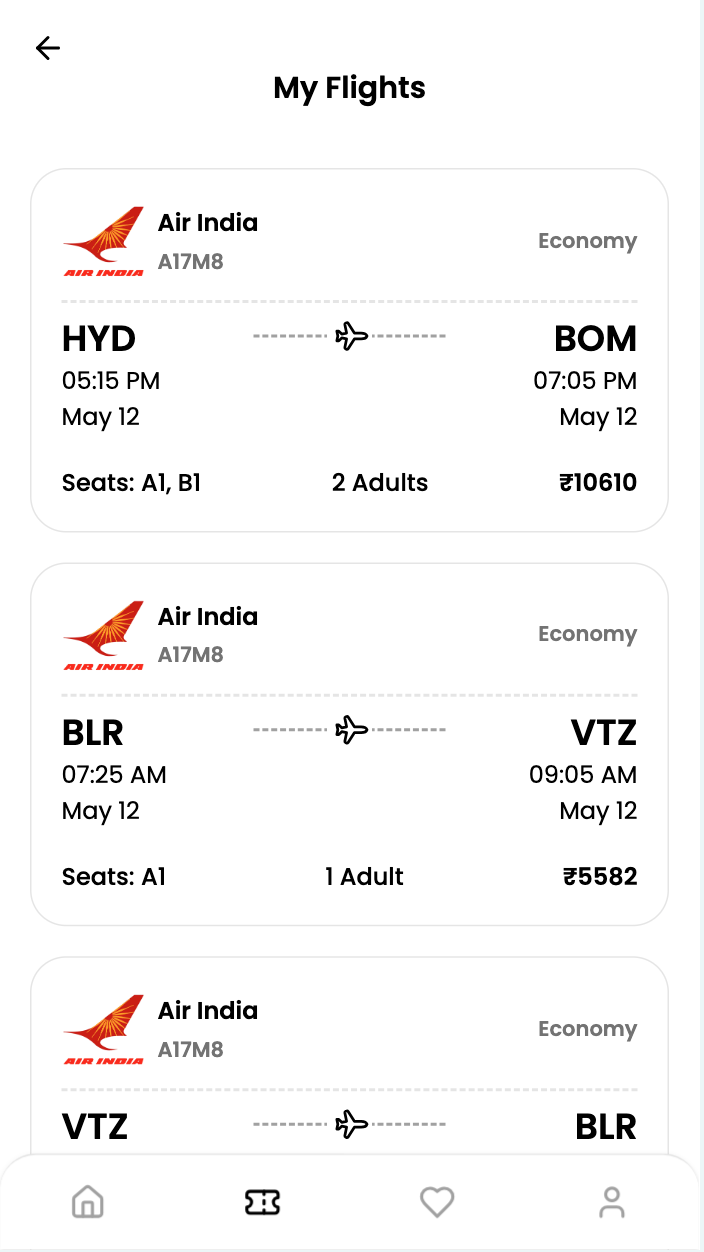 My Flights
Air India
A17M8
Economy
AIR INDIA
HYD
BOM
05:15 PM
07:05 PM
May 12
May 12
Seats: A1, B1
2 Adults
₹10610
Air India
A17M8
Economy
AIR INDIA
BLR
VTZ
07:25 AM
09:05 AM
May 12
May 12
Seats: A1
1 Adult
₹5582
Air India
A17M8
Economy
AIR INDIA
VTZ
BLR